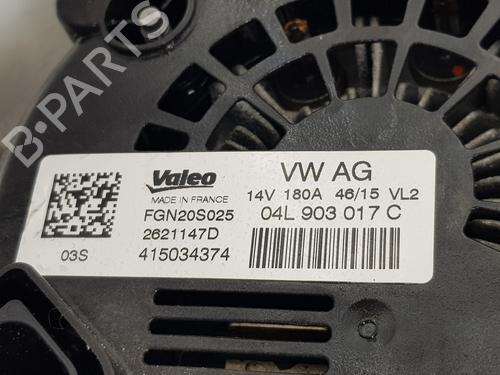 B-PARTS
Valeo
MADE IN FRANCE
FGN20S025
2621147D
415034374
03S
VW AG
14V 180A 46/15 VL2
04L 903 017 C